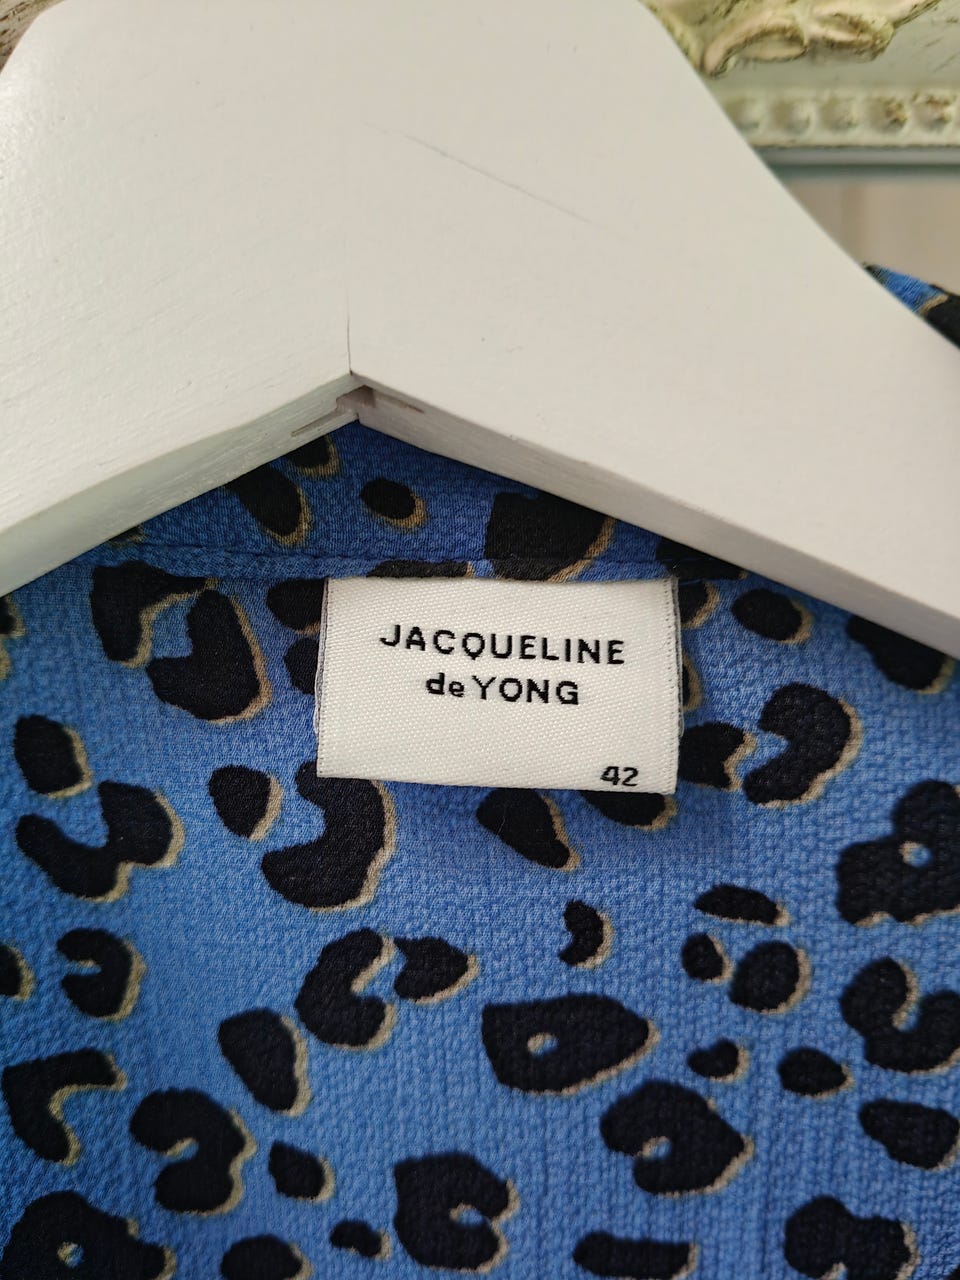 JACQUELINE
de YONG
42